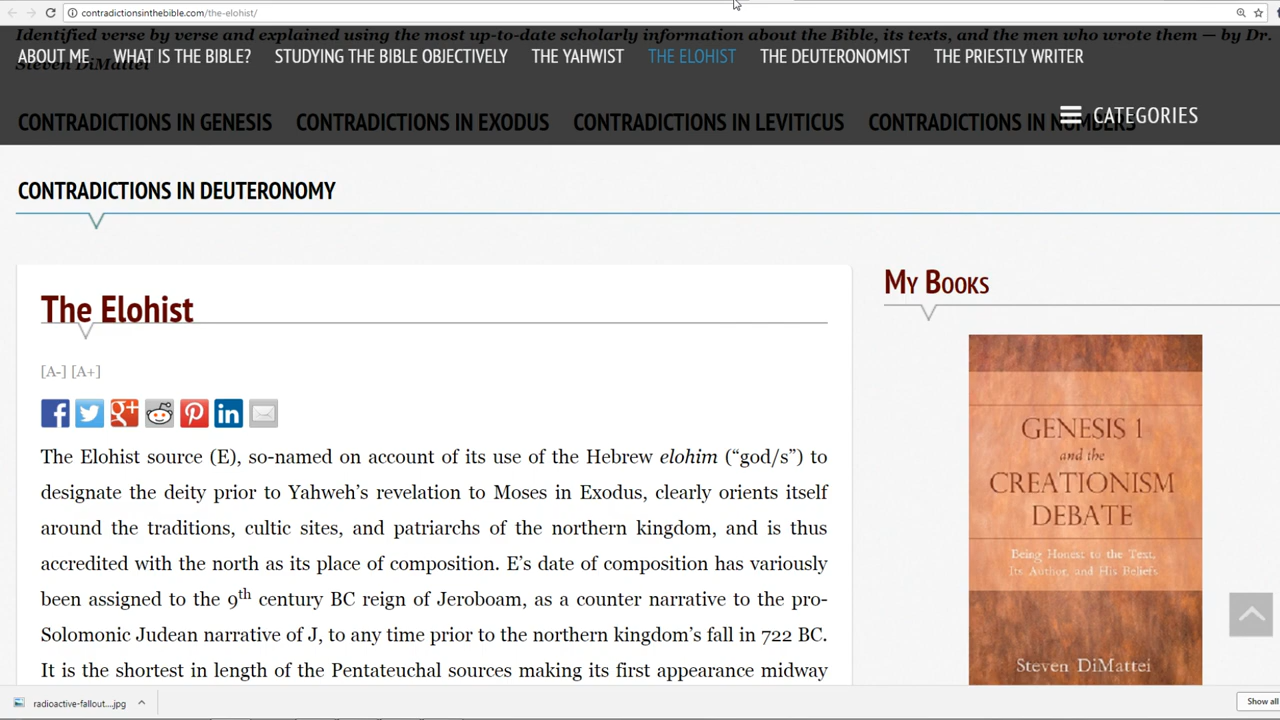 contradictionsinthebible.com/the-elohist/
Identified verse by verse and explained using the most up-to-date scholarly information about the Bible, its texts, and the men who wrote them — by Dr.
Steven DiMattei
ABOUT ME WHAT IS THE BIBLE? STUDYING THE BIBLE OBJECTIVELY THE YAHWIST THE ELOHIST THE DEUTERONOMIST THE PRIESTLY WRITER
CONTRADICTIONS IN GENESIS CONTRADICTIONS IN EXODUS CONTRADICTIONS IN LEVITICUS CONTRADICTIONS IN NUMBERS
CATEGORIES
CONTRADICTIONS IN DEUTERONOMY
The Elohist
[A-] [A+]
The Elohist source (E), so-named on account of its use of the Hebrew elohim (“god/s”) to
designate the deity prior to Yahweh’s revelation to Moses in Exodus, clearly orients itself
around the traditions, cultic sites, and patriarchs of the northern kingdom, and is thus
accredited with the north as its place of composition. E’s date of composition has variously
been assigned to the 9th century BC reign of Jeroboam, as a counter narrative to the pro-
Solomonic Judean narrative of J, to any time prior to the northern kingdom’s fall in 722 BC.
It is the shortest in length of the Pentateuchal sources making its first appearance midway
My Books
GENESIS 1
and the
CREATIONISM
DEBATE
Being Honest to the Text,
Its Author, and His Beliefs
Steven DiMattei
radioactive-fallout....jpg
Show all